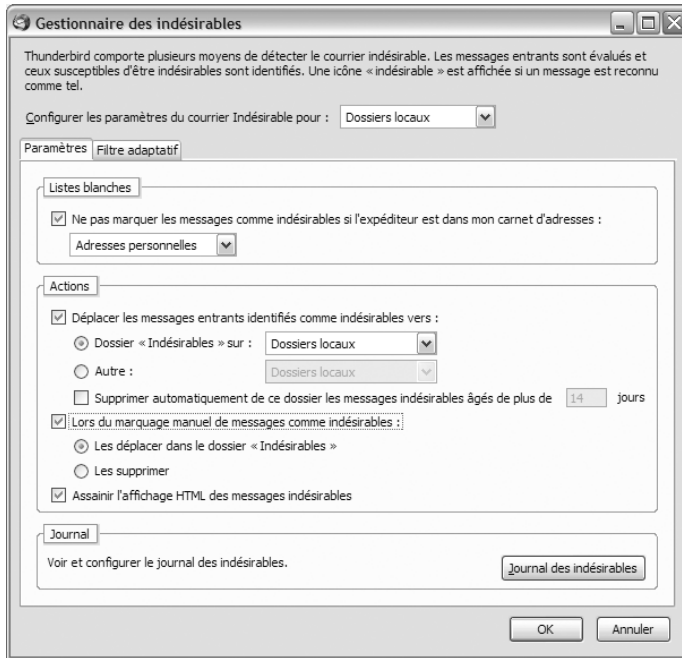 Gestionnaire des indésirables
Thunderbird comporte plusieurs moyens de détecter le courrier indésirable. Les messages entrants sont évalués et
ceux susceptibles d'être indésirables sont identifiés. Une icône « indésirable » est affichée si un message est reconnu
comme tel.
Configurer les paramètres du courrier Indésirable pour : Dossiers locaux
Paramètres Filtre adaptatif
Listes blanches
Ne pas marquer les messages comme indésirables si l'expéditeur est dans mon carnet d'adresses :
Adresses personnelles
Actions
Déplacer les messages entrants identifiés comme indésirables vers :
Dossier « Indésirables » sur : Dossiers locaux
Autre : Dossiers locaux
Supprimer automatiquement de ce dossier les messages indésirables âgés de plus de 14 jours
Lors du marquage manuel de messages comme indésirables :
Les déplacer dans le dossier « Indésirables »
Les supprimer
Assainir l'affichage HTML des messages indésirables
Journal
Voir et configurer le journal des indésirables.
Journal des indésirables
OK Annuler